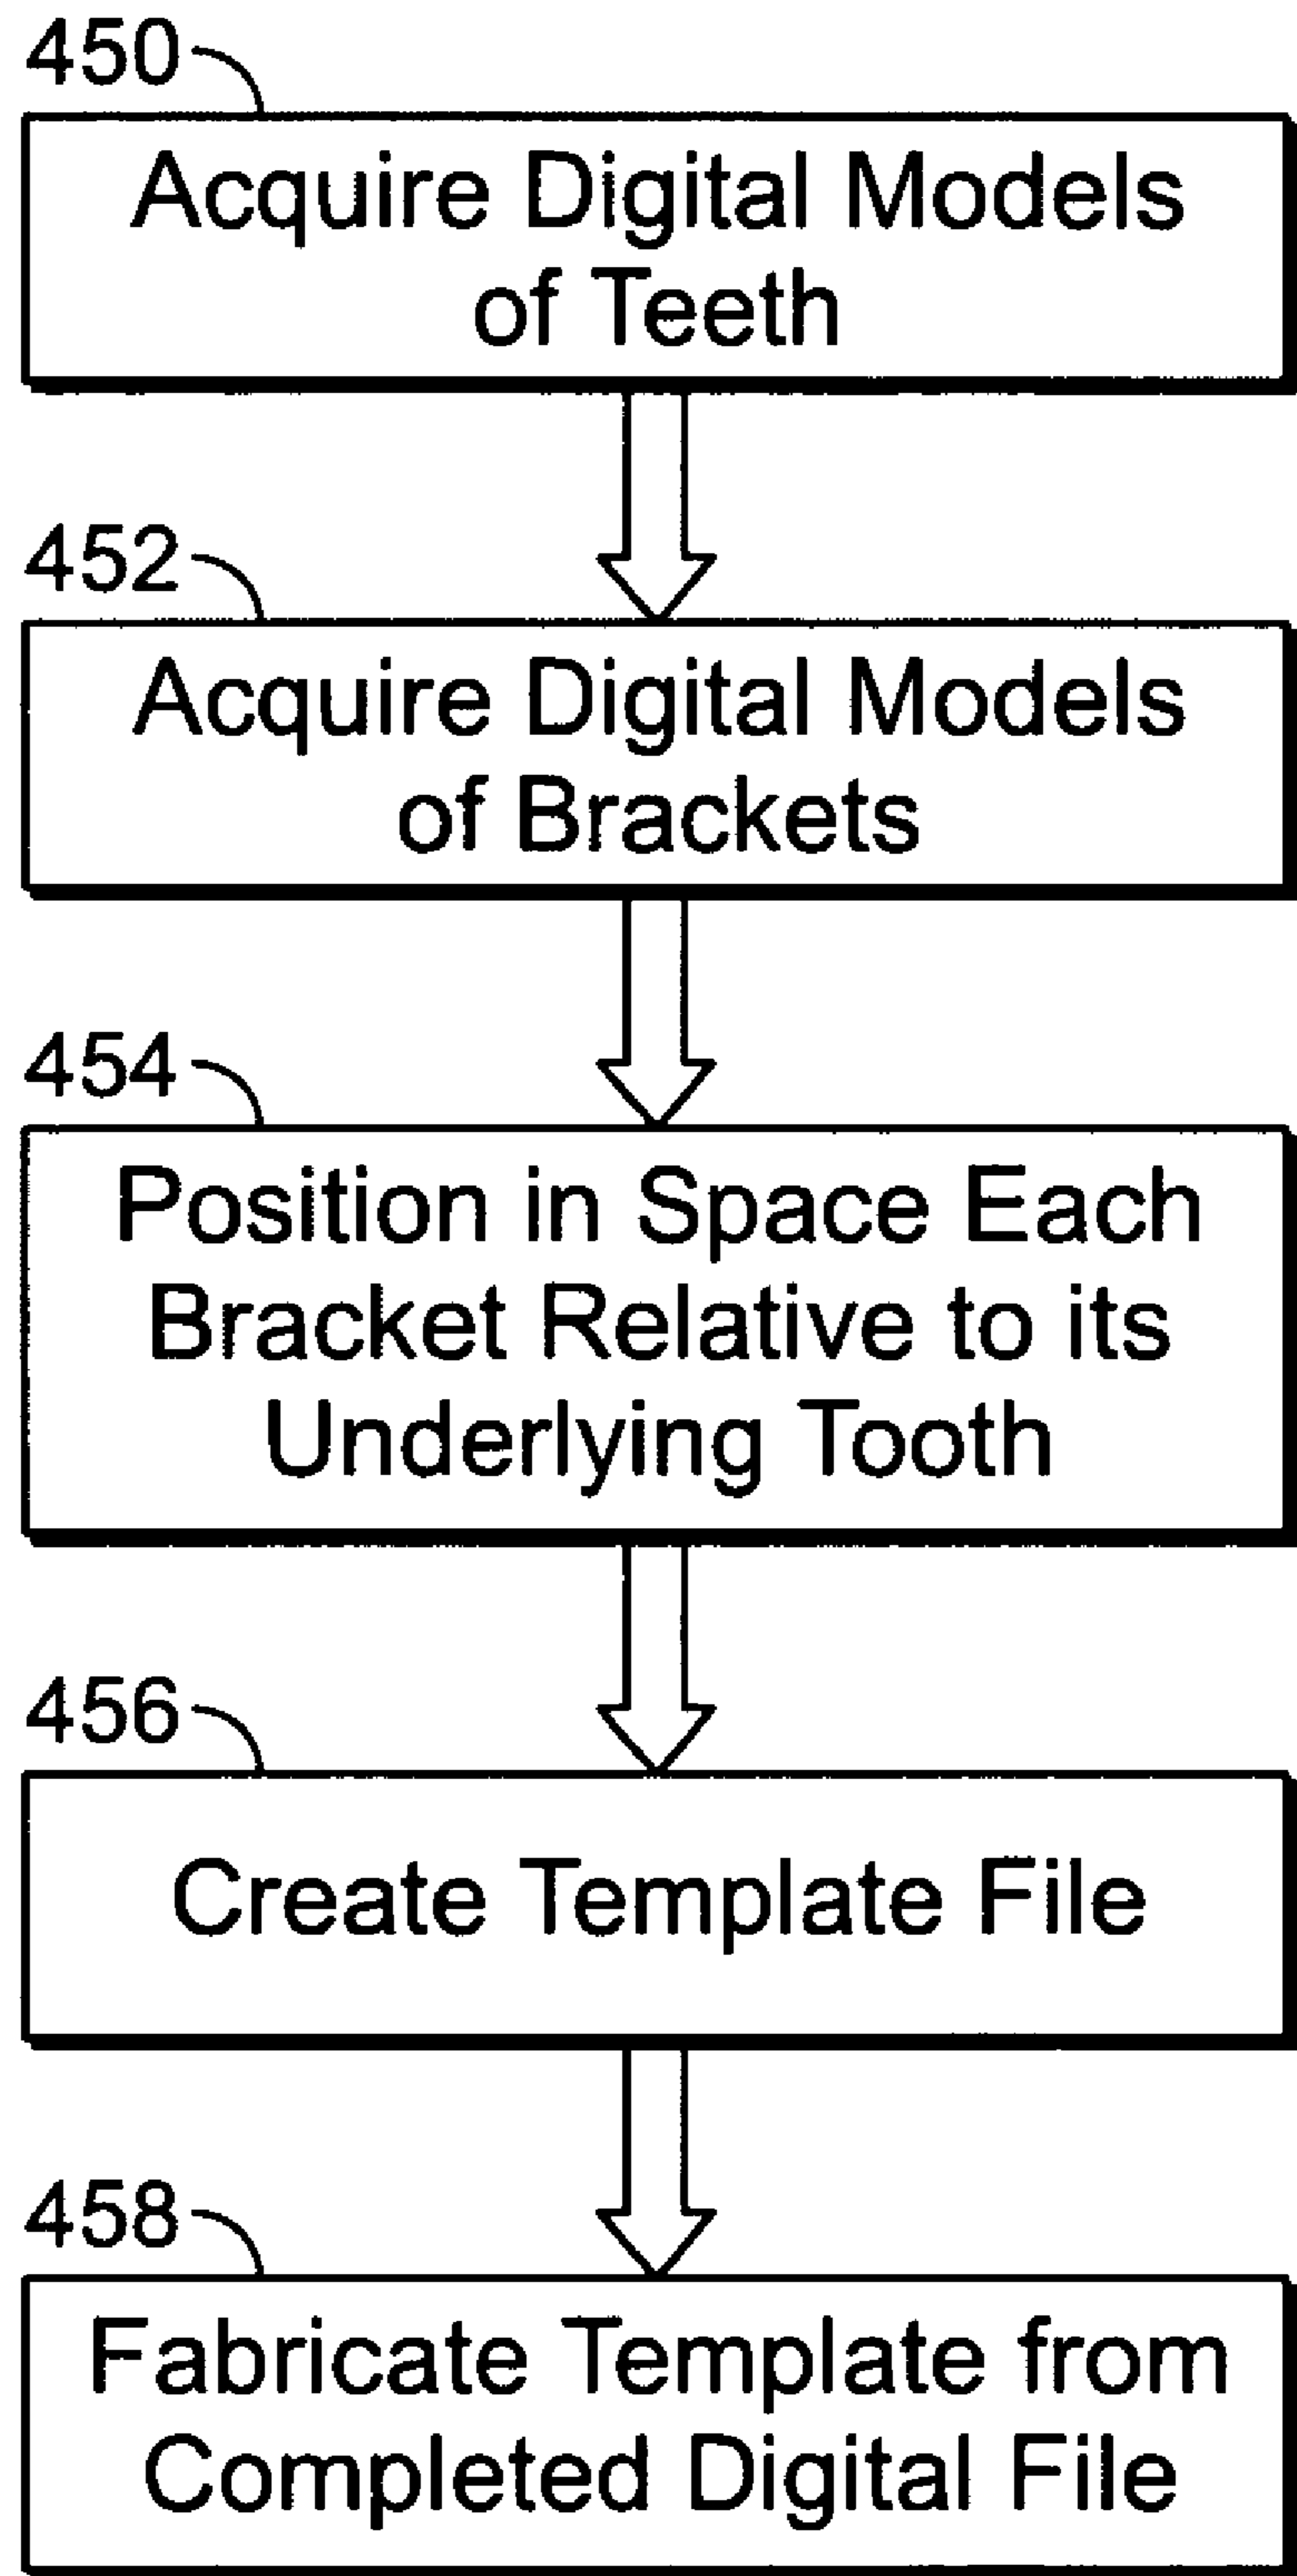 450
Acquire Digital Models
of Teeth
452
Acquire Digital Models
of Brackets
454
Position in Space Each
Bracket Relative to its
Underlying Tooth
456
Create Template File
458
Fabricate Template from
Completed Digital File